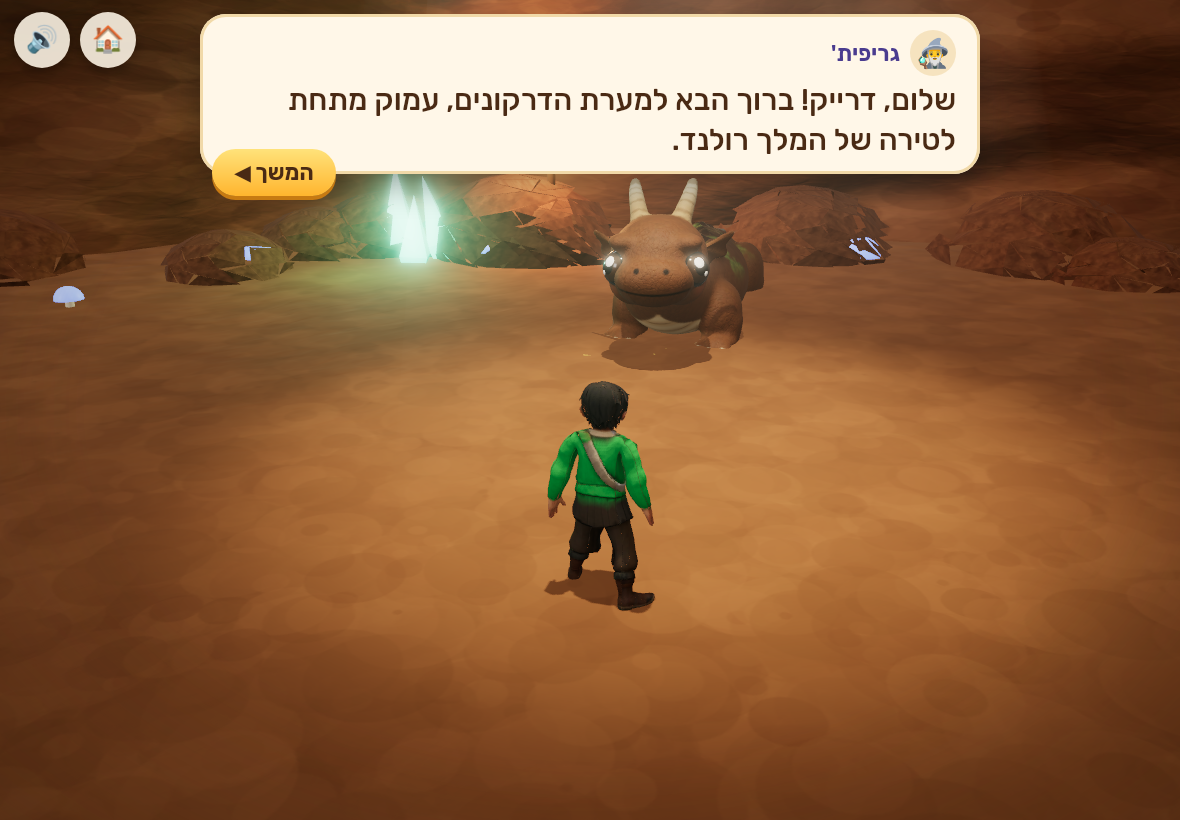 גריפית'
שלום, דרייק! ברוך הבא למערת הדרקונים, עמוק מתחת
לטירה של המלך רולנד.
המשך ◀